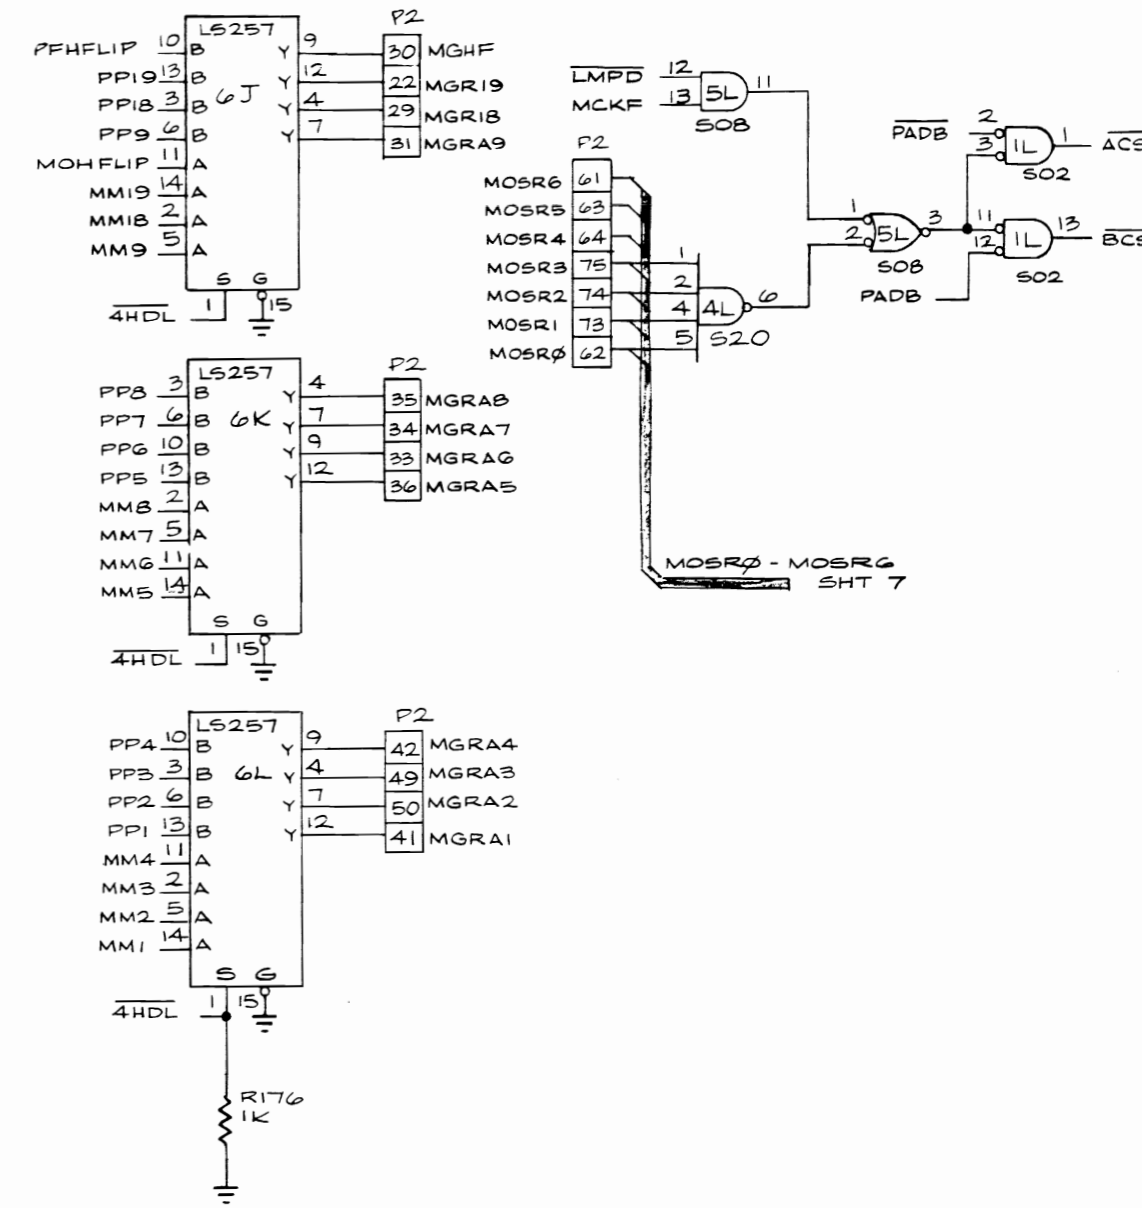 LS257
6J
P2
PFHFLIP 10 B Y 9 30 MGHF
PP19 13 B Y 12 22 MGRI9
PP18 3 B Y 4 29 MGRI8
PP9 6 B Y 7 31 MGRA9
MOHFLIP 11 A
MM19 14 A
MM18 2 A
MM9 5 A
S G
4HDL 1 15
LS257
6K
P2
PP8 3 B Y 4 35 MGRA8
PP7 6 B Y 7 34 MGRA7
PP6 10 B Y 9 33 MGRA6
PP5 13 B Y 12 36 MGRA5
MM8 2 A
MM7 5 A
MM6 11 A
MM5 14 A
S G
4HDL 1 15
LS257
6L
P2
PP4 10 B Y 9 42 MGRA4
PP3 3 B Y 4 49 MGRA3
PP2 6 B Y 7 50 MGRA2
PP1 13 B Y 12 41 MGRA1
MM4 11 A
MM3 2 A
MM2 5 A
MM1 14 A
S G
4HDL 1 15
R176
1K
LMPD 12
MCKF 13
5L 11
S08
P2
MOSR6 61
MOSR5 63
MOSR4 64
MOSR3 75 1
MOSR2 74 2
MOSR1 73 4
MOSRØ 62 5
4L 6
S20
1
2
5L 3
S08
PADB 2
3
1L 1 ACS
S02
11
12
1L 13 BCS
S02
PADB
MOSRØ - MOSR6
SHT 7